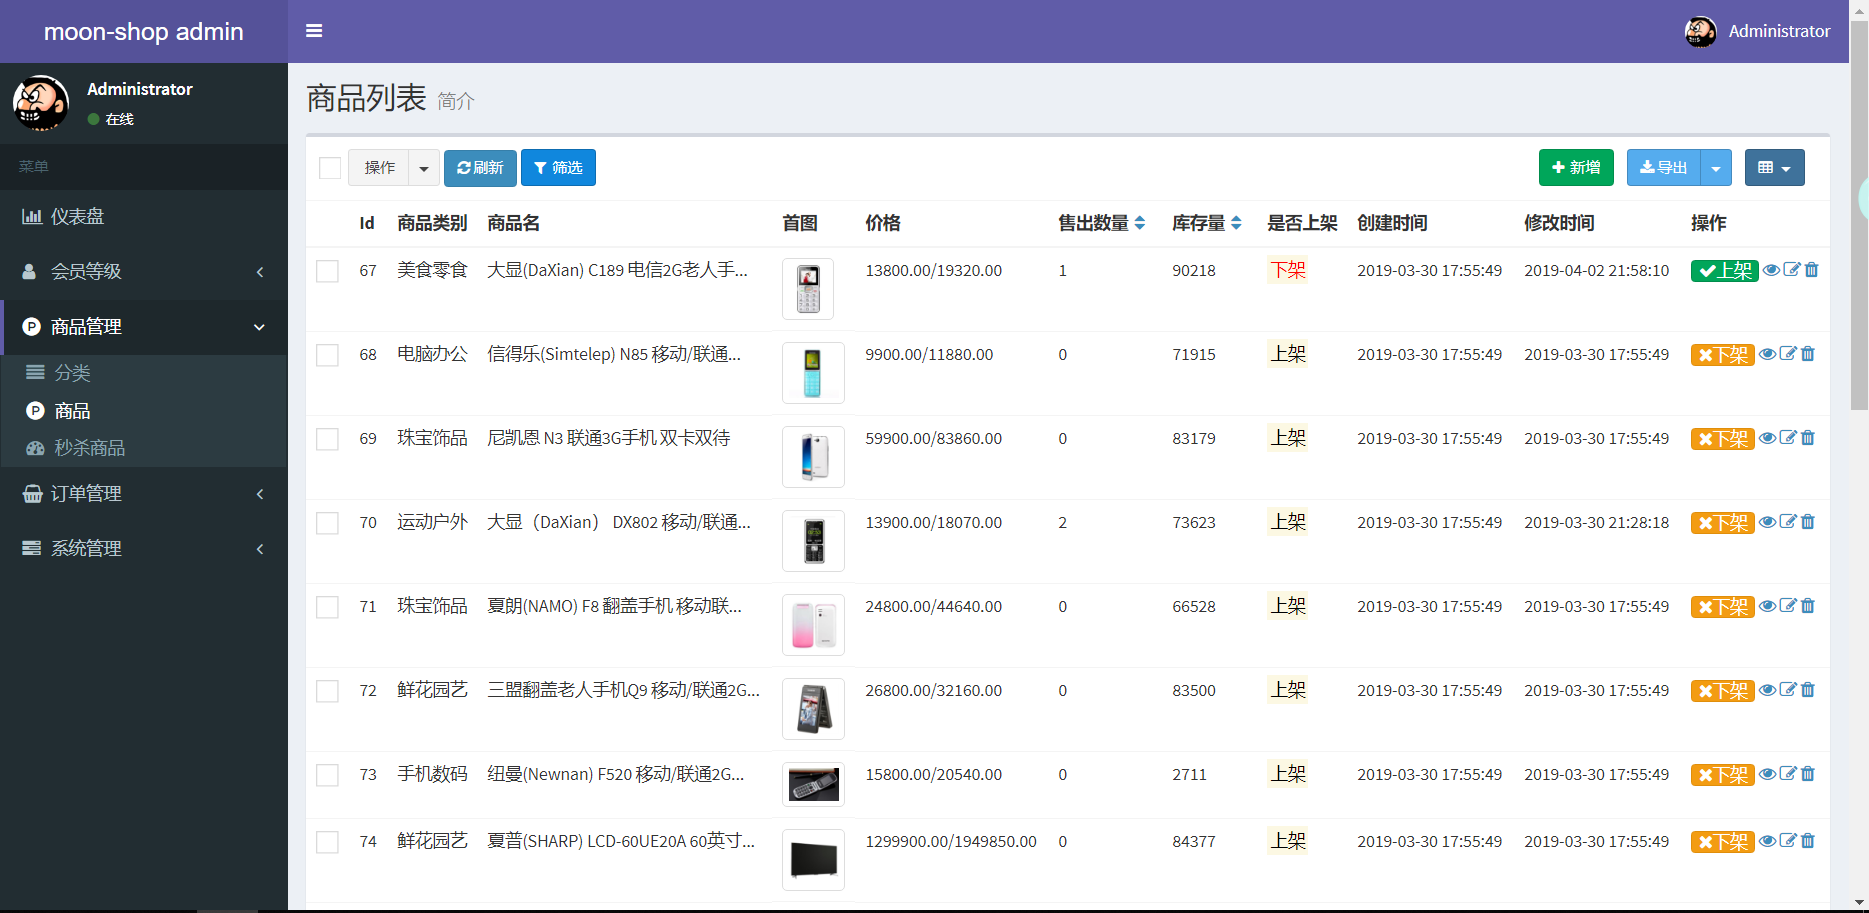 moon-shop admin
Administrator
Administrator
在线
菜单
仪表盘
会员等级
商品管理
分类
商品
秒杀商品
订单管理
系统管理
商品列表 简介
操作 刷新 筛选 新增 导出
Id 商品类别 商品名 首图 价格 售出数量 库存量 是否上架 创建时间 修改时间 操作
67 美食零食 大显(DaXian) C189 电信2G老人手... 13800.00/19320.00 1 90218 下架 2019-03-30 17:55:49 2019-04-02 21:58:10 上架
68 电脑办公 信得乐(Simtelep) N85 移动/联通... 9900.00/11880.00 0 71915 上架 2019-03-30 17:55:49 2019-03-30 17:55:49 下架
69 珠宝饰品 尼凯恩 N3 联通3G手机 双卡双待 59900.00/83860.00 0 83179 上架 2019-03-30 17:55:49 2019-03-30 17:55:49 下架
70 运动户外 大显（DaXian） DX802 移动/联通... 13900.00/18070.00 2 73623 上架 2019-03-30 17:55:49 2019-03-30 21:28:18 下架
71 珠宝饰品 夏朗(NAMO) F8 翻盖手机 移动联... 24800.00/44640.00 0 66528 上架 2019-03-30 17:55:49 2019-03-30 17:55:49 下架
72 鲜花园艺 三盟翻盖老人手机Q9 移动/联通2G... 26800.00/32160.00 0 83500 上架 2019-03-30 17:55:49 2019-03-30 17:55:49 下架
73 手机数码 纽曼(Newnan) F520 移动/联通2G... 15800.00/20540.00 0 2711 上架 2019-03-30 17:55:49 2019-03-30 17:55:49 下架
74 鲜花园艺 夏普(SHARP) LCD-60UE20A 60英寸... 1299900.00/1949850.00 0 84377 上架 2019-03-30 17:55:49 2019-03-30 17:55:49 下架